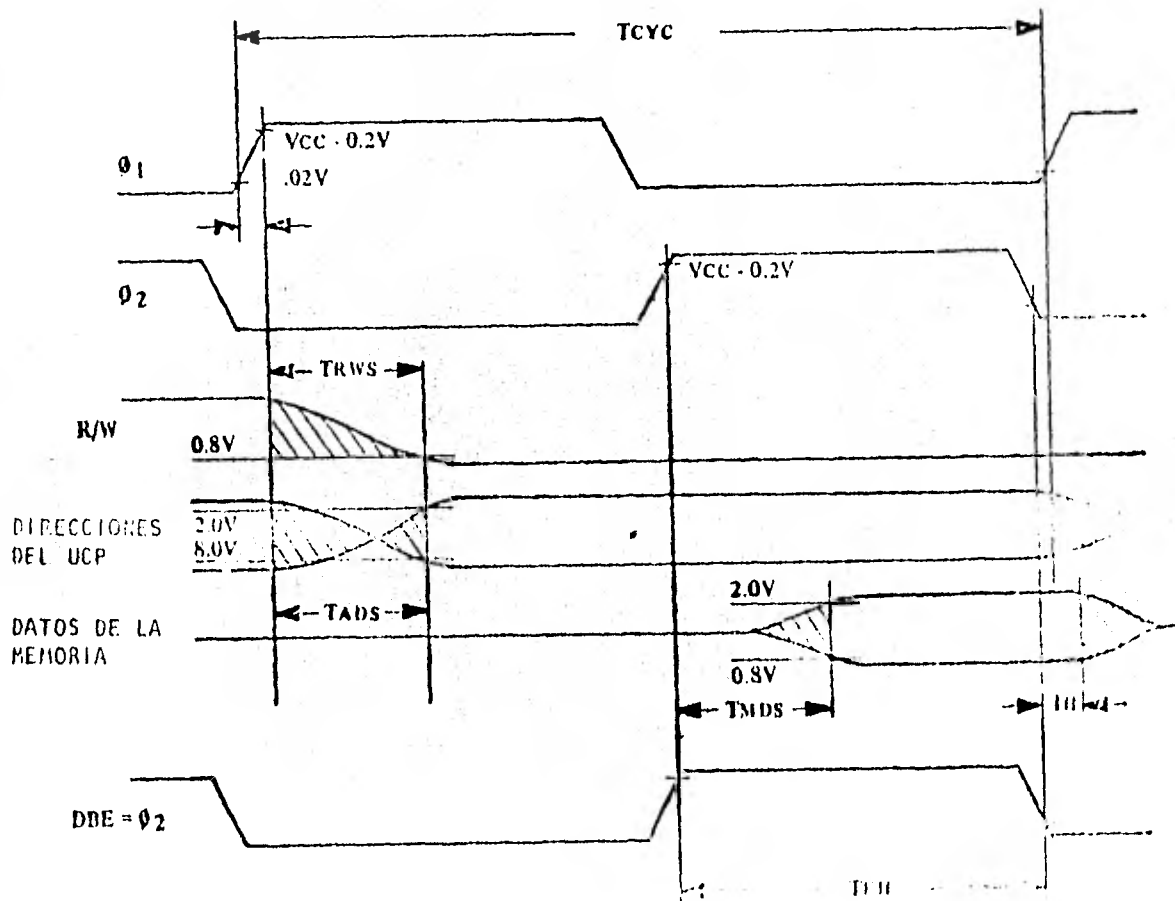 TCYC
VCC - 0.2V
Ø1
.02V
VCC - 0.2V
Ø2
TRWS
R/W
0.8V
DIRECCIONES
DEL UCP
2.0V
8.0V
TADS
2.0V
DATOS DE LA
MEMORIA
0.8V
TMDS
DBE = Ø2